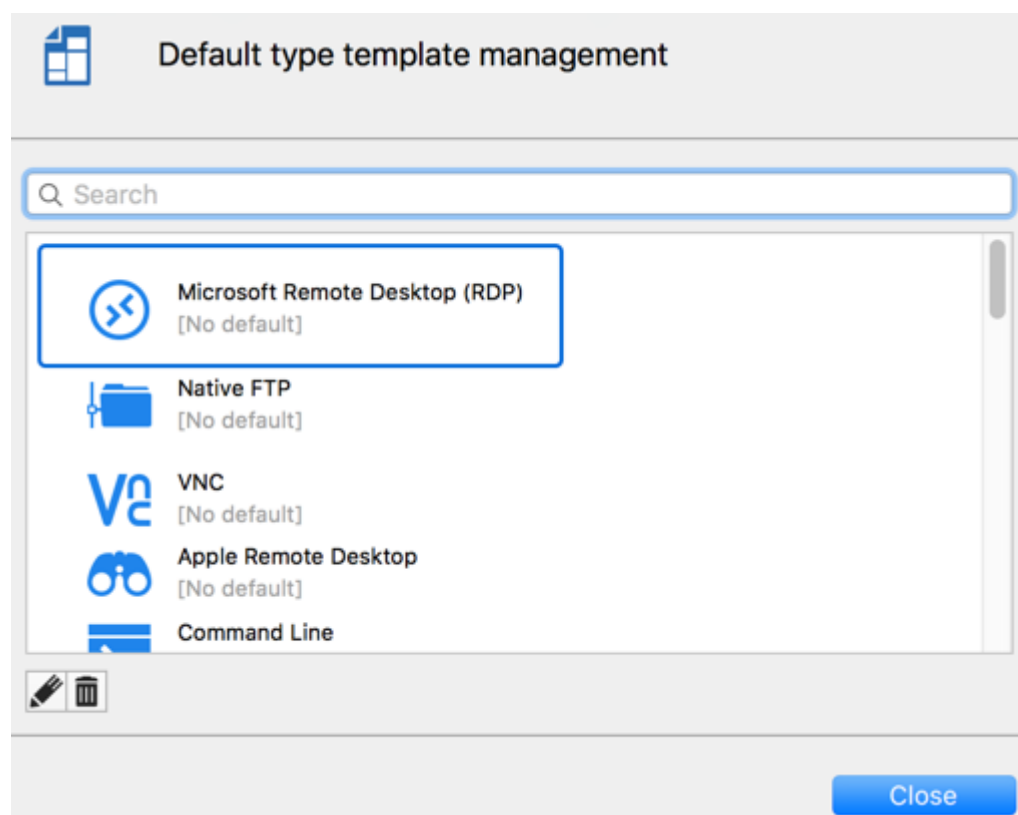 Default type template management
Search
Microsoft Remote Desktop (RDP)
[No default]
Native FTP
[No default]
VNC
VNC
[No default]
Apple Remote Desktop
[No default]
Command Line
Close